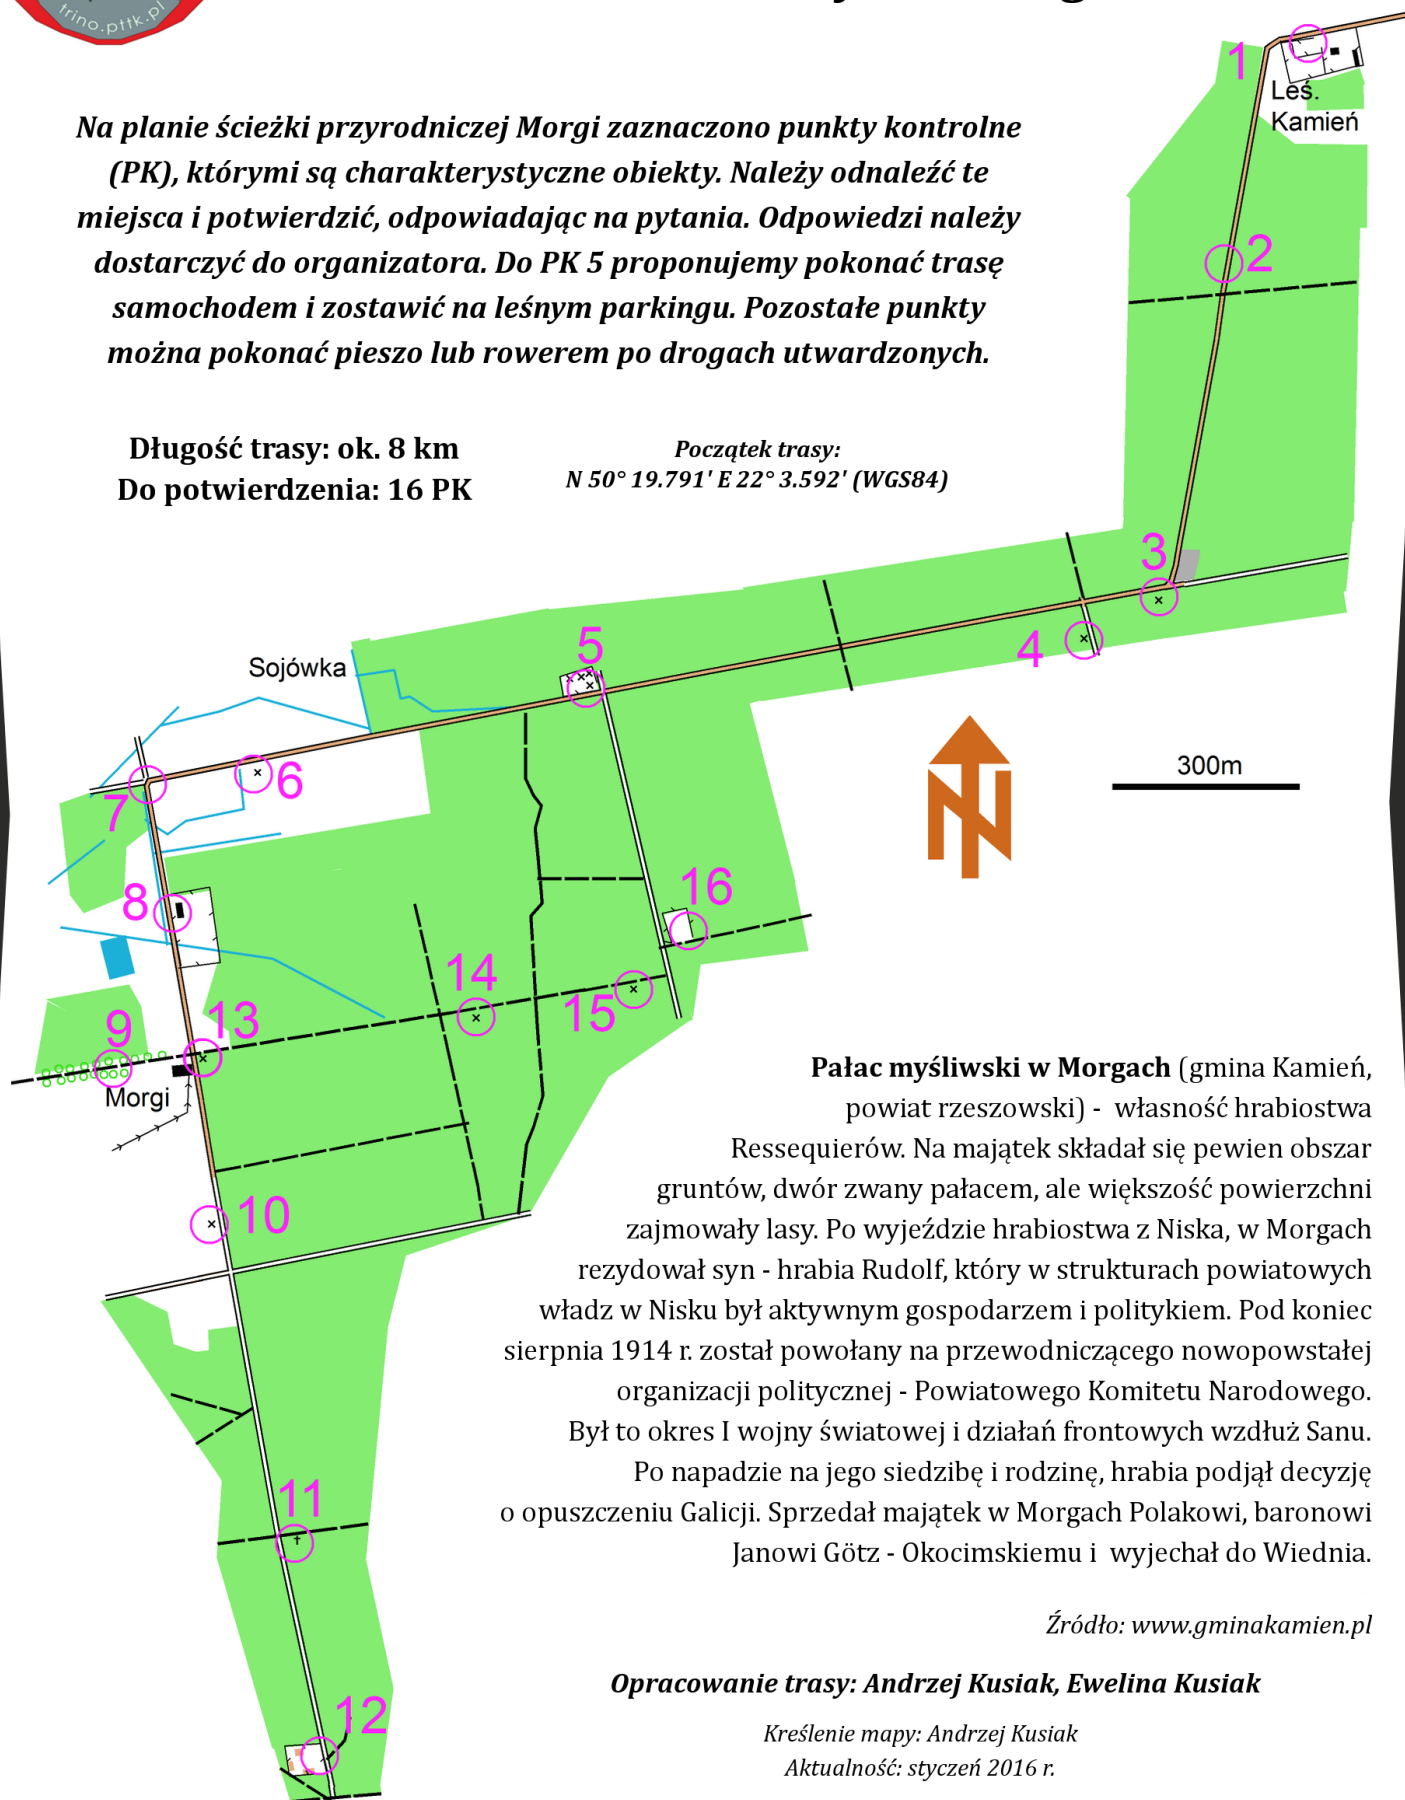 trino.pttk.pl
Na planie ścieżki przyrodniczej Morgi zaznaczono punkty kontrolne
(PK), którymi są charakterystyczne obiekty. Należy odnaleźć te
miejsca i potwierdzić, odpowiadając na pytania. Odpowiedzi należy
dostarczyć do organizatora. Do PK 5 proponujemy pokonać trasę
samochodem i zostawić na leśnym parkingu. Pozostałe punkty
można pokonać pieszo lub rowerem po drogach utwardzonych.
Długość trasy: ok. 8 km
Do potwierdzenia: 16 PK
Początek trasy:
N 50° 19.791' E 22° 3.592' (WGS84)
1
Leś.
Kamień
2
3
4
5
Sojówka
6
7
300m
8
16
14
15
13
9
Morgi
10
11
12
Pałac myśliwski w Morgach (gmina Kamień,
powiat rzeszowski) - własność hrabiostwa
Ressequierów. Na majątek składał się pewien obszar
gruntów, dwór zwany pałacem, ale większość powierzchni
zajmowały lasy. Po wyjeździe hrabiostwa z Niska, w Morgach
rezydował syn - hrabia Rudolf, który w strukturach powiatowych
władz w Nisku był aktywnym gospodarzem i politykiem. Pod koniec
sierpnia 1914 r. został powołany na przewodniczącego nowopowstałej
organizacji politycznej - Powiatowego Komitetu Narodowego.
Był to okres I wojny światowej i działań frontowych wzdłuż Sanu.
Po napadzie na jego siedzibę i rodzinę, hrabia podjął decyzję
o opuszczeniu Galicji. Sprzedał majątek w Morgach Polakowi, baronowi
Janowi Götz - Okocimskiemu i wyjechał do Wiednia.
Źródło: www.gminakamien.pl
Opracowanie trasy: Andrzej Kusiak, Ewelina Kusiak
Kreślenie mapy: Andrzej Kusiak
Aktualność: styczeń 2016 r.